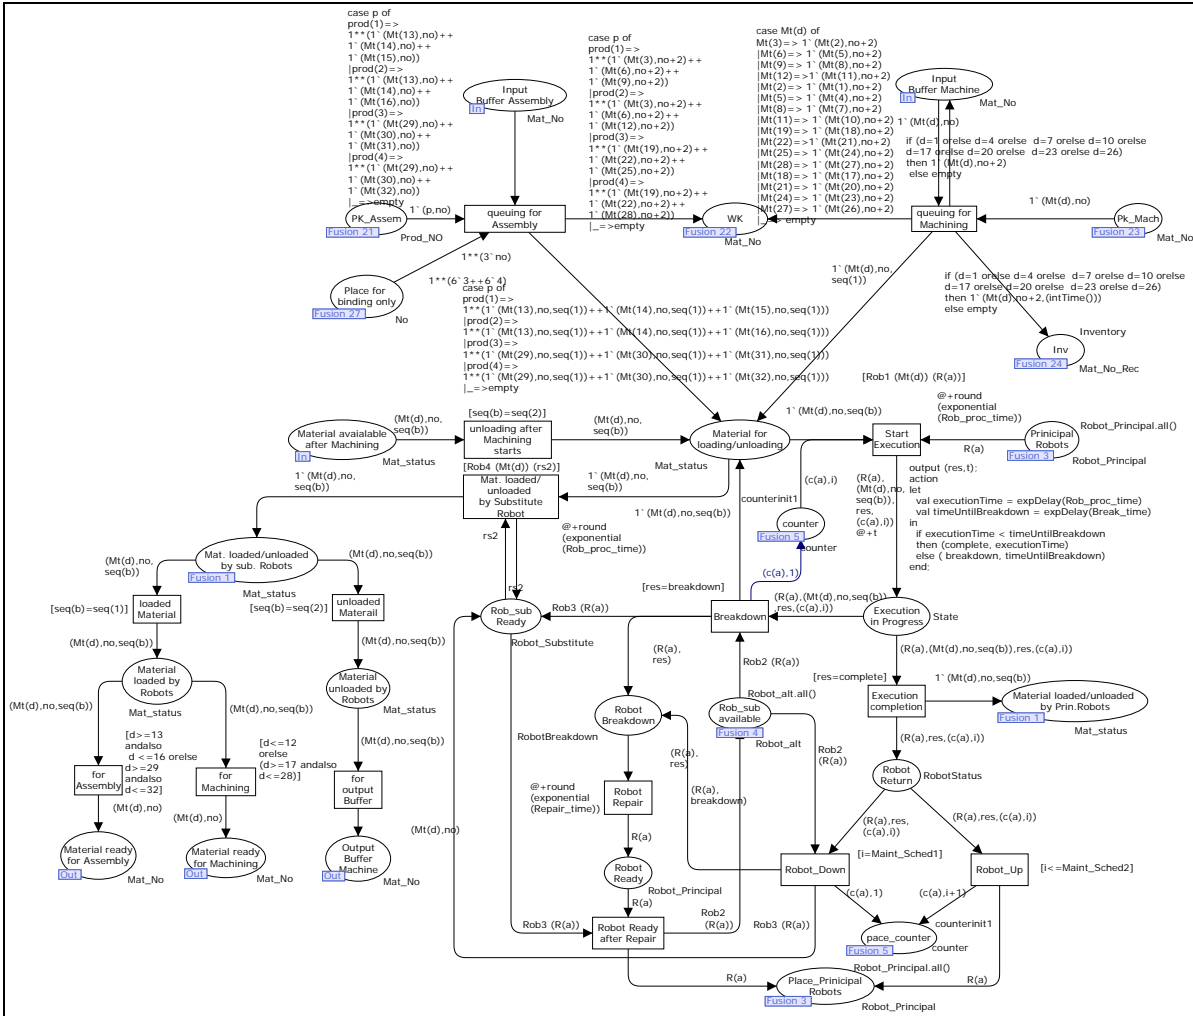 case p of
prod(1)=>
1**(1`(Mt(13),no)++
1`(Mt(14),no)++
1`(Mt(15),no))
|prod(2)=>
1**(1`(Mt(13),no)++
1`(Mt(14),no)++
1`(Mt(16),no))
|prod(3)=>
1**(1`(Mt(29),no)++
1`(Mt(30),no)++
1`(Mt(31),no))
|prod(4)=>
1**(1`(Mt(29),no)++
1`(Mt(30),no)++
1`(Mt(32),no))
|_=>empty
Input
Buffer Assembly
In
Mat_No
case p of
prod(1)=>
1**(1`(Mt(3),no+2)++
1`(Mt(6),no+2)++
1`(Mt(9),no+2))
|prod(2)=>
1**(1`(Mt(3),no+2)++
1`(Mt(6),no+2)++
1`(Mt(12),no+2))
|prod(3)=>
1**(1`(Mt(19),no+2)++
1`(Mt(22),no+2)++
1`(Mt(25),no+2))
|prod(4)=>
1**(1`(Mt(19),no+2)++
1`(Mt(22),no+2)++
1`(Mt(28),no+2))
|_=>empty
case Mt(d) of
Mt(3)=> 1`(Mt(2),no+2)
|Mt(6)=> 1`(Mt(5),no+2)
|Mt(9)=> 1`(Mt(8),no+2)
|Mt(12)=>1`(Mt(11),no+2)
|Mt(2)=> 1`(Mt(1),no+2)
|Mt(5)=> 1`(Mt(4),no+2)
|Mt(8)=> 1`(Mt(7),no+2)
|Mt(11)=> 1`(Mt(10),no+2)
|Mt(19)=> 1`(Mt(18),no+2)
|Mt(22)=>1`(Mt(21),no+2)
|Mt(25)=> 1`(Mt(24),no+2)
|Mt(28)=> 1`(Mt(27),no+2)
|Mt(18)=> 1`(Mt(17),no+2)
|Mt(21)=> 1`(Mt(20),no+2)
|Mt(24)=> 1`(Mt(23),no+2)
|Mt(27)=> 1`(Mt(26),no+2)
|_=> empty
Input
Buffer Machine
In
Mat_No
1`(Mt(d),no)
if (d=1 orelse d=4 orelse d=7 orelse d=10 orelse
d=17 orelse d=20 orelse d=23 orelse d=26)
then 1`(Mt(d),no+2)
else empty
PK_Assem
Fusion 21
Prod_NO
1`(p,no)
queuing for
Assembly
WK
Fusion 22
Mat_No
queuing for
Machining
1`(Mt(d),no)
Pk_Mach
Fusion 23
Mat_No
1**(3`no)
Place for
binding only
Fusion 27
No
1**(6`3++6`4)
case p of
prod(1)=>
1**(1`(Mt(13),no,seq(1))++1`(Mt(14),no,seq(1))++1`(Mt(15),no,seq(1)))
|prod(2)=>
1**(1`(Mt(13),no,seq(1))++1`(Mt(14),no,seq(1))++1`(Mt(16),no,seq(1)))
|prod(3)=>
1**(1`(Mt(29),no,seq(1))++1`(Mt(30),no,seq(1))++1`(Mt(31),no,seq(1)))
|prod(4)=>
1**(1`(Mt(29),no,seq(1))++1`(Mt(30),no,seq(1))++1`(Mt(32),no,seq(1)))
|_=>empty
1`(Mt(d),no,
seq(1))
if (d=1 orelse d=4 orelse d=7 orelse d=10 orelse
d=17 orelse d=20 orelse d=23 orelse d=26)
then 1`(Mt(d),no+2,(intTime()))
else empty
Inventory
Inv
Fusion 24
Mat_No_Rec
[Rob1 (Mt(d)) (R(a))]
Material avaialable
after Machining
In
Mat_status
(Mt(d),no,
seq(b))
[seq(b)=seq(2)]
unloading after
Machining
starts
(Mt(d),no,
seq(b))
Material for
loading/unloading
Mat_status
1`(Mt(d),no,seq(b))
Start
Execution
@+round
(exponential
(Rob_proc_time))
R(a)
Robot_Principal.all()
Prinicipal
Robots
Fusion 3
Robot_Principal
[Rob4 (Mt(d)) (rs2)]
Mat. loaded/
unloaded
by Substitute
Robot
1`(Mt(d),no,
seq(b))
1`(Mt(d),no,
seq(b))
@+round
(exponential
(Rob_proc_time))
rs2
rs2
1`(Mt(d),no,seq(b))
counterinit1
counter
Fusion 5
counter
(c(a),i)
(c(a),1)
(R(a),
(Mt(d),no,
seq(b)),
res,
(c(a),i))
@+t
output (res,t);
action
let
val executionTime = expDelay(Rob_proc_time)
val timeUntilBreakdown = expDelay(Break_time)
in
if executionTime < timeUntilBreakdown
then (complete, executionTime)
else ( breakdown, timeUntilBreakdown)
end;
Mat. loaded/unloaded
by sub. Robots
Fusion 1
Mat_status
(Mt(d),no,
seq(b))
(Mt(d),no,seq(b))
[seq(b)=seq(1)]
loaded
Material
[seq(b)=seq(2)]
unloaded
Materail
Rob_sub
Ready
Robot_Substitute
Rob3 (R(a))
[res=breakdown]
Breakdown
(R(a),(Mt(d),no,seq(b)),
res,(c(a),i))
Execution
in Progress
State
(Mt(d),no,seq(b))
(Mt(d),no,seq(b))
(R(a),
res)
Rob2 (R(a))
(R(a),(Mt(d),no,seq(b)),res,(c(a),i))
Material
loaded by
Robots
Mat_status
Material
unloaded by
Robots
Mat_status
Robot
Breakdown
RobotBreakdown
Robot_alt.all()
Rob_sub
available
Fusion 4
Robot_alt
[res=complete]
Execution
completion
1`(Mt(d),no,seq(b))
Material loaded/unloaded
by Prin.Robots
Fusion 1
Mat_status
(Mt(d),no,seq(b))
(Mt(d),no,seq(b))
(Mt(d),no,seq(b))
[d>=13
andalso
d <=16 orelse
d>=29
andalso
d<=32]
[d<=12
orelse
(d>=17 andalso
d<=28)]
for
Assembly
for
Machining
for
output
Buffer
(R(a),
res)
(R(a),
breakdown)
Rob2
(R(a))
(R(a),res,(c(a),i))
Robot
Return
RobotStatus
@+round
(exponential
(Repair_time))
Robot
Repair
(Mt(d),no)
(Mt(d),no)
(Mt(d),no)
(R(a),res,
(c(a),i))
(R(a),res,(c(a),i))
Material ready
for Assembly
Out
Mat_No
Material ready
for Machining
Out
Mat_No
Output
Buffer
Machine
Out
Mat_No
R(a)
Robot
Ready
Robot_Principal
R(a)
[i=Maint_Sched1]
Robot_Down
Robot_Up
[i<=Maint_Sched2]
(c(a),1)
(c(a),i+1)
Rob3 (R(a))
Robot Ready
after Repair
Rob2
(R(a))
Rob3 (R(a))
counterinit1
pace_counter
Fusion 5
counter
R(a)
Robot_Principal.all()
Place_Prinicipal
Robots
Fusion 3
Robot_Principal
R(a)